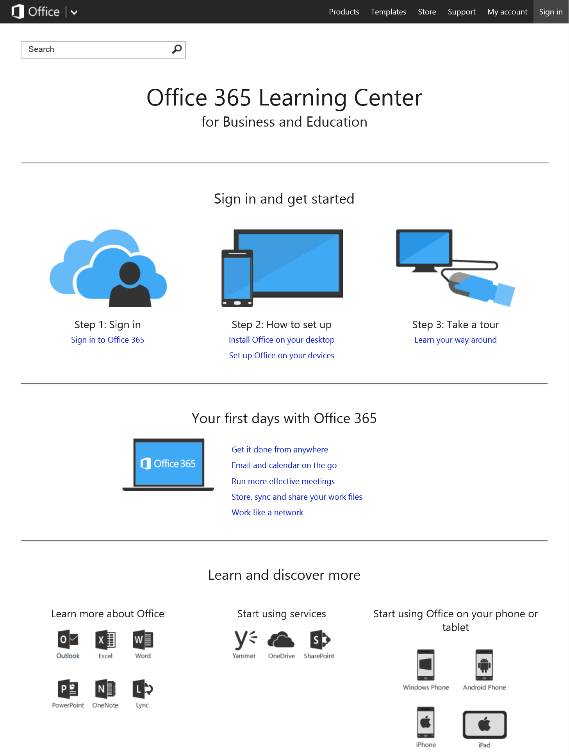 Office
Products Templates Store Support My account Sign in
Search
Office 365 Learning Center
for Business and Education
Sign in and get started
Step 1: Sign in
Sign in to Office 365
Step 2: How to set up
Install Office on your desktop
Set up Office on your devices
Step 3: Take a tour
Learn your way around
Your first days with Office 365
Office 365
Get it done from anywhere
Email and calendar on the go
Run more effective meetings
Store, sync and share your work files
Work like a network
Learn and discover more
Learn more about Office
Outlook Excel Word
PowerPoint OneNote Lync
Start using services
Yammer OneDrive SharePoint
Start using Office on your phone or
tablet
Windows Phone Android Phone
iPhone iPad